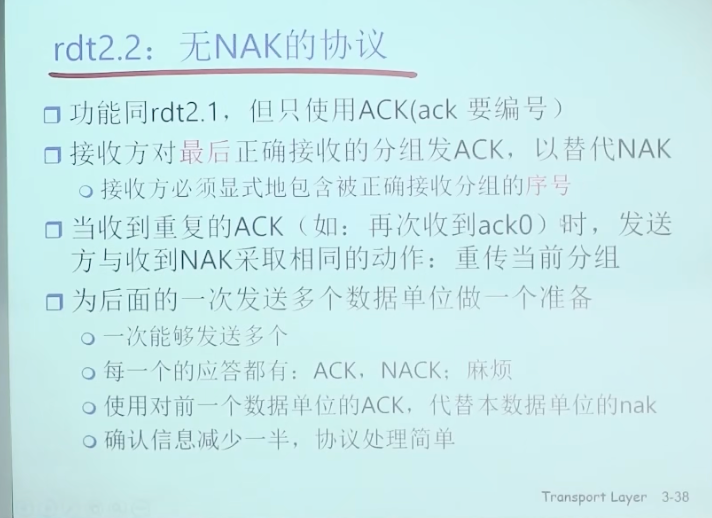 rdt2.2：无NAK的协议
功能同rdt2.1，但只使用ACK(ack 要编号）
接收方对最后正确接收的分组发ACK，以替代NAK
接收方必须显式地包含被正确接收分组的序号
当收到重复的ACK（如：再次收到ack0）时，发送
方与收到NAK采取相同的动作：重传当前分组
为后面的一次发送多个数据单位做一个准备
一次能够发送多个
每一个的应答都有：ACK，NACK；麻烦
使用对前一个数据单位的ACK，代替本数据单位的nak
确认信息减少一半，协议处理简单
Transport Layer 3-38